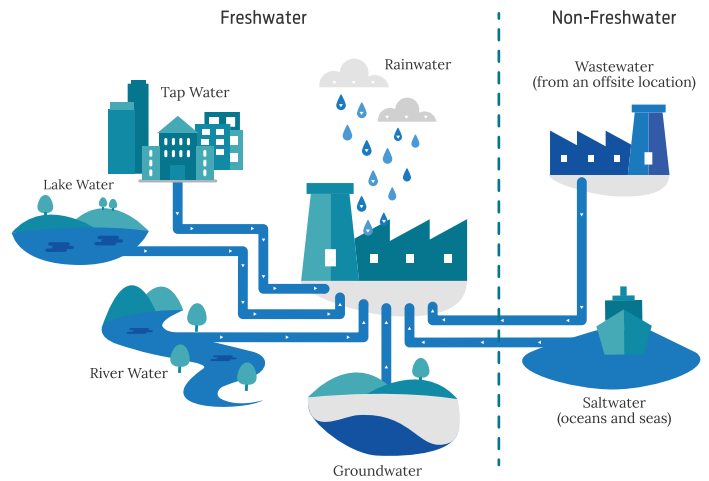 Freshwater
Non-Freshwater
Rainwater
Wastewater
(from an offsite location)
Tap Water
Lake Water
River Water
Saltwater
(oceans and seas)
Groundwater